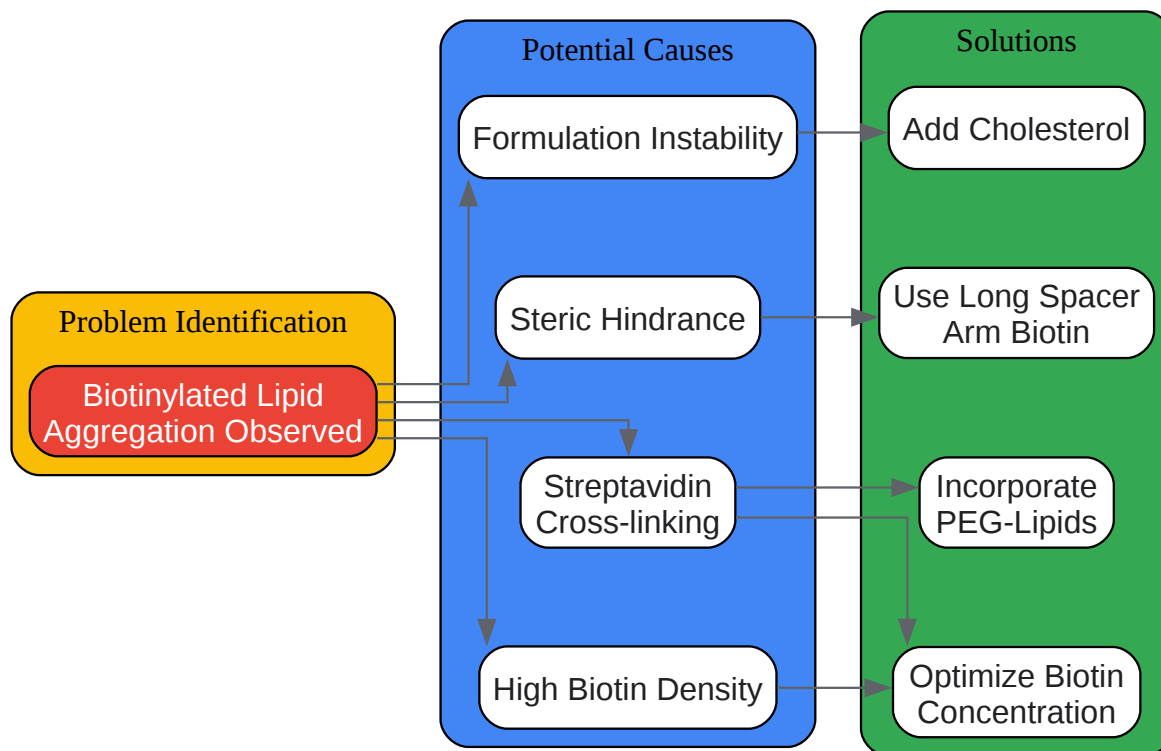 Problem Identification
Biotinylated Lipid
Aggregation Observed
Potential Causes
Formulation Instability
Steric Hindrance
Streptavidin
Cross-linking
High Biotin Density
Solutions
Add Cholesterol
Use Long Spacer
Arm Biotin
Incorporate
PEG-Lipids
Optimize Biotin
Concentration